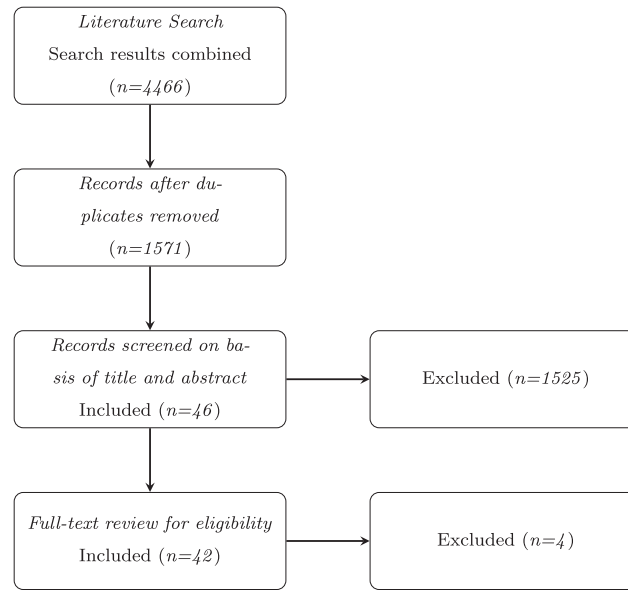 Literature Search
Search results combined
(n=4466)
Records after du-
plicates removed
(n=1571)
Records screened on ba-
sis of title and abstract
Included (n=46)
Excluded (n=1525)
Full-text review for eligibility
Included (n=42)
Excluded (n=4)